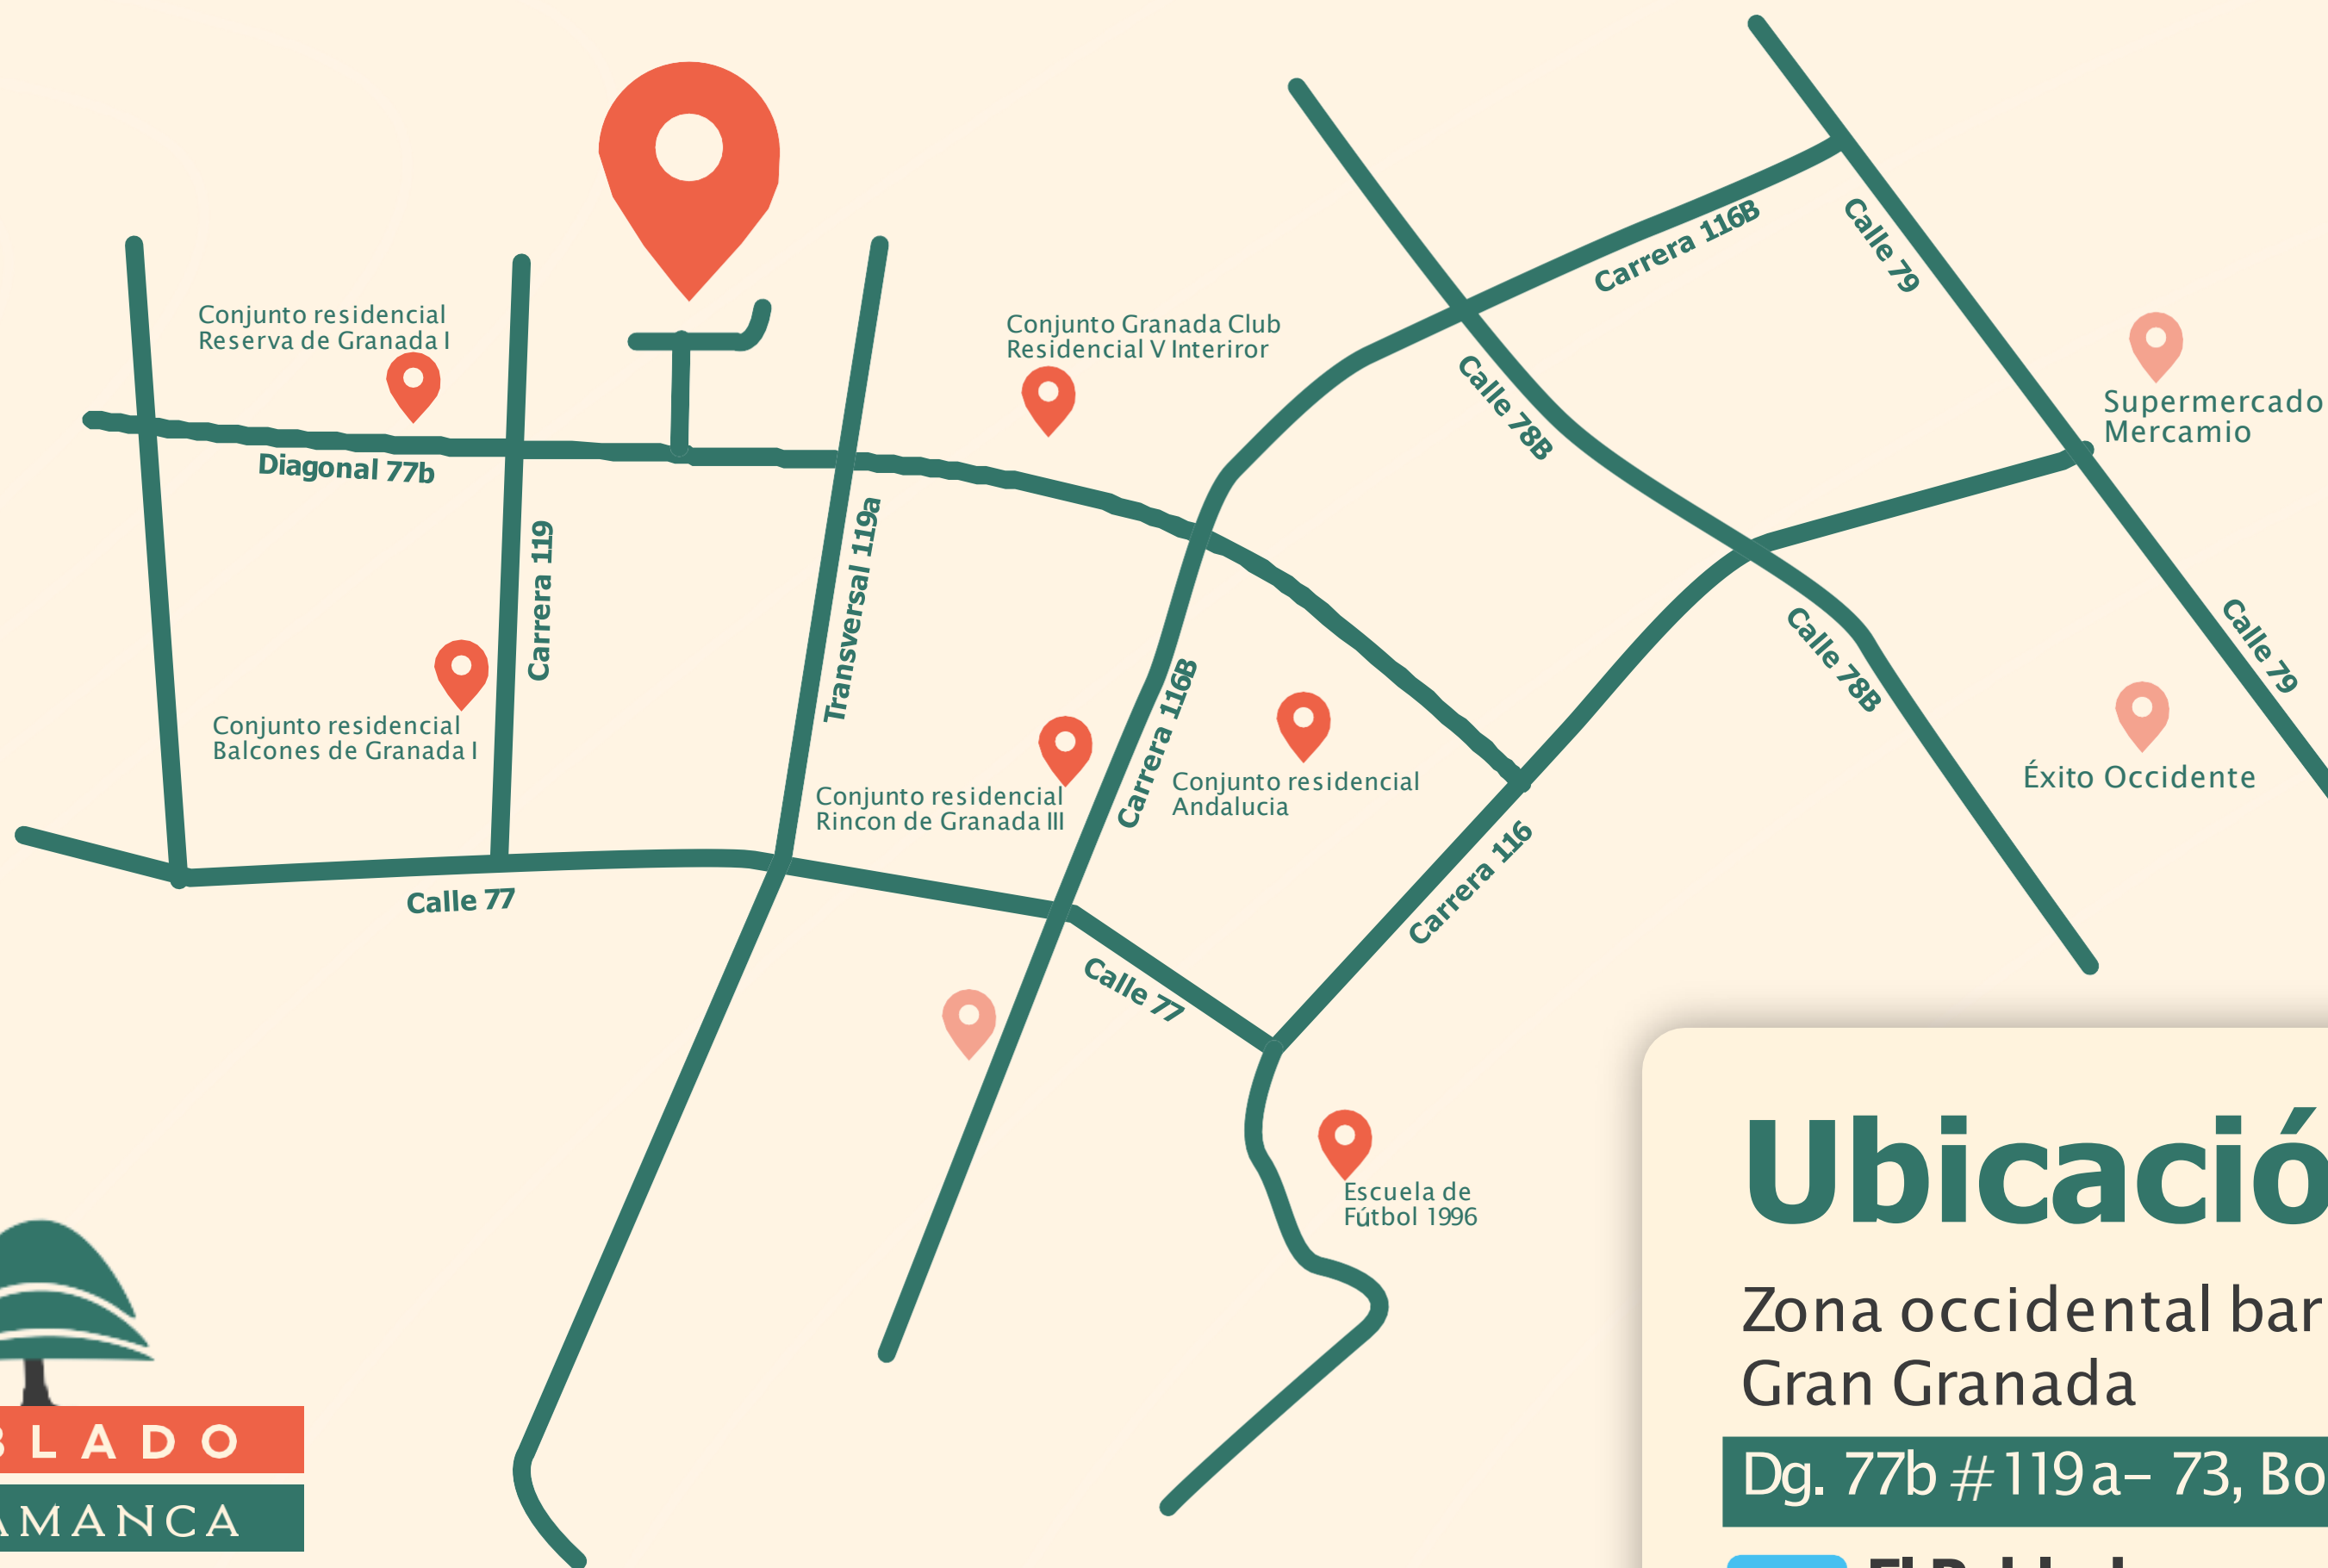 Carrera 116B
Calle 79
Conjunto residencial
Reserva de Granada I
Conjunto Granada Club
Residencial V Interiror
Calle 78B
Supermercado
Mercamio
Diagonal 77b
Carrera 119
Transversal 119a
Calle 78B
Calle 79
Conjunto residencial
Balcones de Granada I
Carrera 116B
Conjunto residencial
Rincon de Granada III
Conjunto residencial
Andalucia
Éxito Occidente
Carrera 116
Calle 77
Calle 77
Escuela de
Fútbol 1996
BLADO
AMANCA
Ubicació
Zona occidental bar
Gran Granada
Dg. 77b #119a– 73, Bo